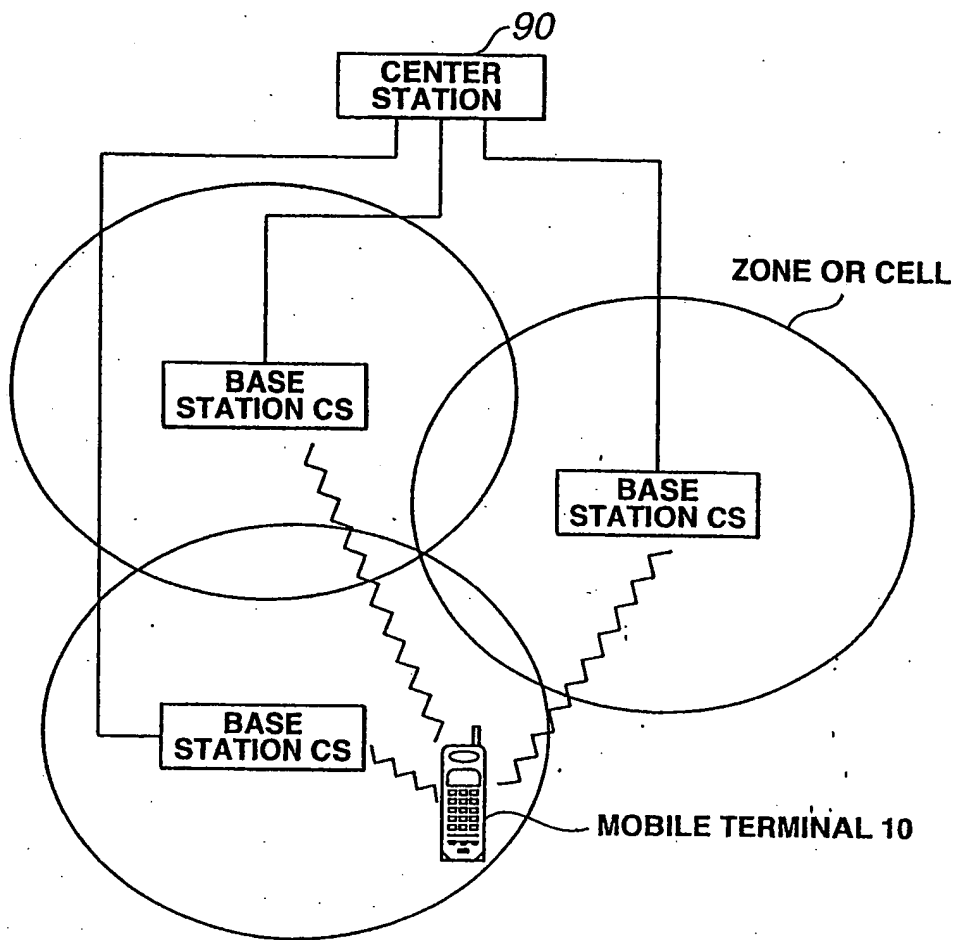 90
CENTER
STATION
ZONE OR CELL
BASE
STATION CS
BASE
STATION CS
BASE
STATION CS
MOBILE TERMINAL 10